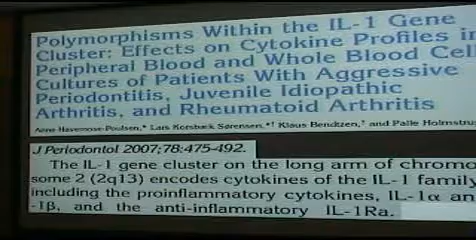 Polymorphisms Within the IL-1 Gene
Cluster: Effects on Cytokine Profiles in
Peripheral Blood and Whole Blood Cell
Cultures of Patients With Aggressive
Periodontitis, Juvenile Idiopathic
Arthritis, and Rheumatoid Arthritis
Anne Havemose-Poulsen,* Lars Korsbæk Sørensen,*† Klaus Bendtzen,† and Palle Holmstru
J Periodontol 2007;78:475-492.
The IL-1 gene cluster on the long arm of chromo
some 2 (2q13) encodes cytokines of the IL-1 family
including the proinflammatory cytokines, IL-1α an
-1β, and the anti-inflammatory IL-1Ra.